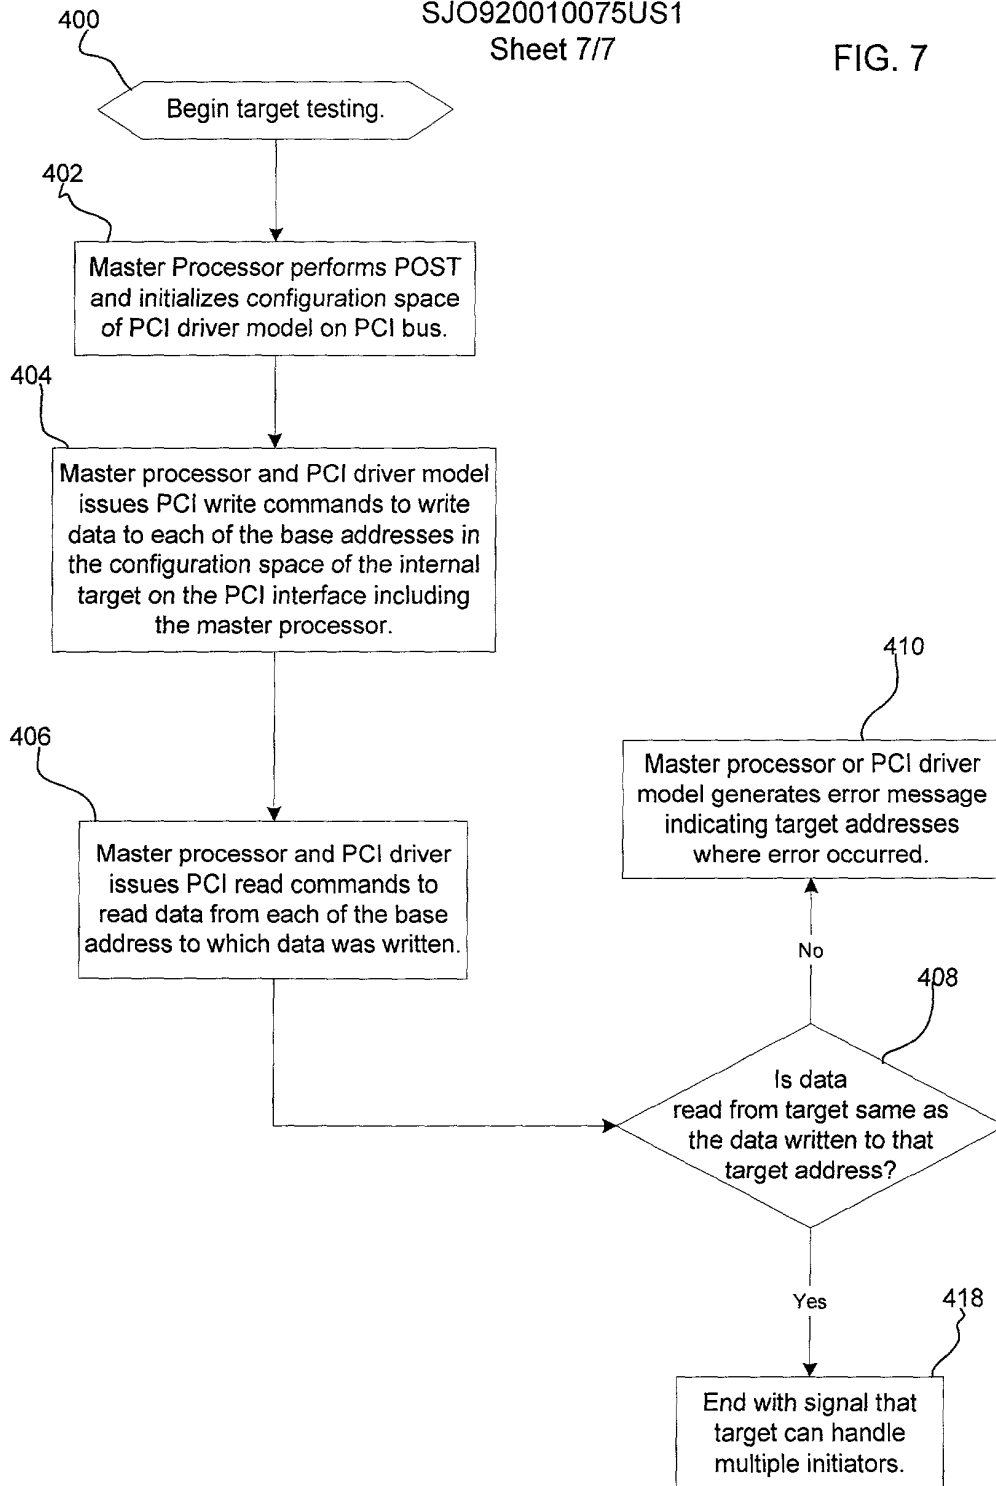 SJO920010075US1
Sheet 7/7
FIG. 7
400
Begin target testing.
402
Master Processor performs POST
and initializes configuration space
of PCI driver model on PCI bus.
404
Master processor and PCI driver model
issues PCI write commands to write
data to each of the base addresses in
the configuration space of the internal
target on the PCI interface including
the master processor.
406
Master processor and PCI driver
issues PCI read commands to
read data from each of the base
address to which data was written.
410
Master processor or PCI driver
model generates error message
indicating target addresses
where error occurred.
No
408
Is data
read from target same as
the data written to that
target address?
Yes
418
End with signal that
target can handle
multiple initiators.